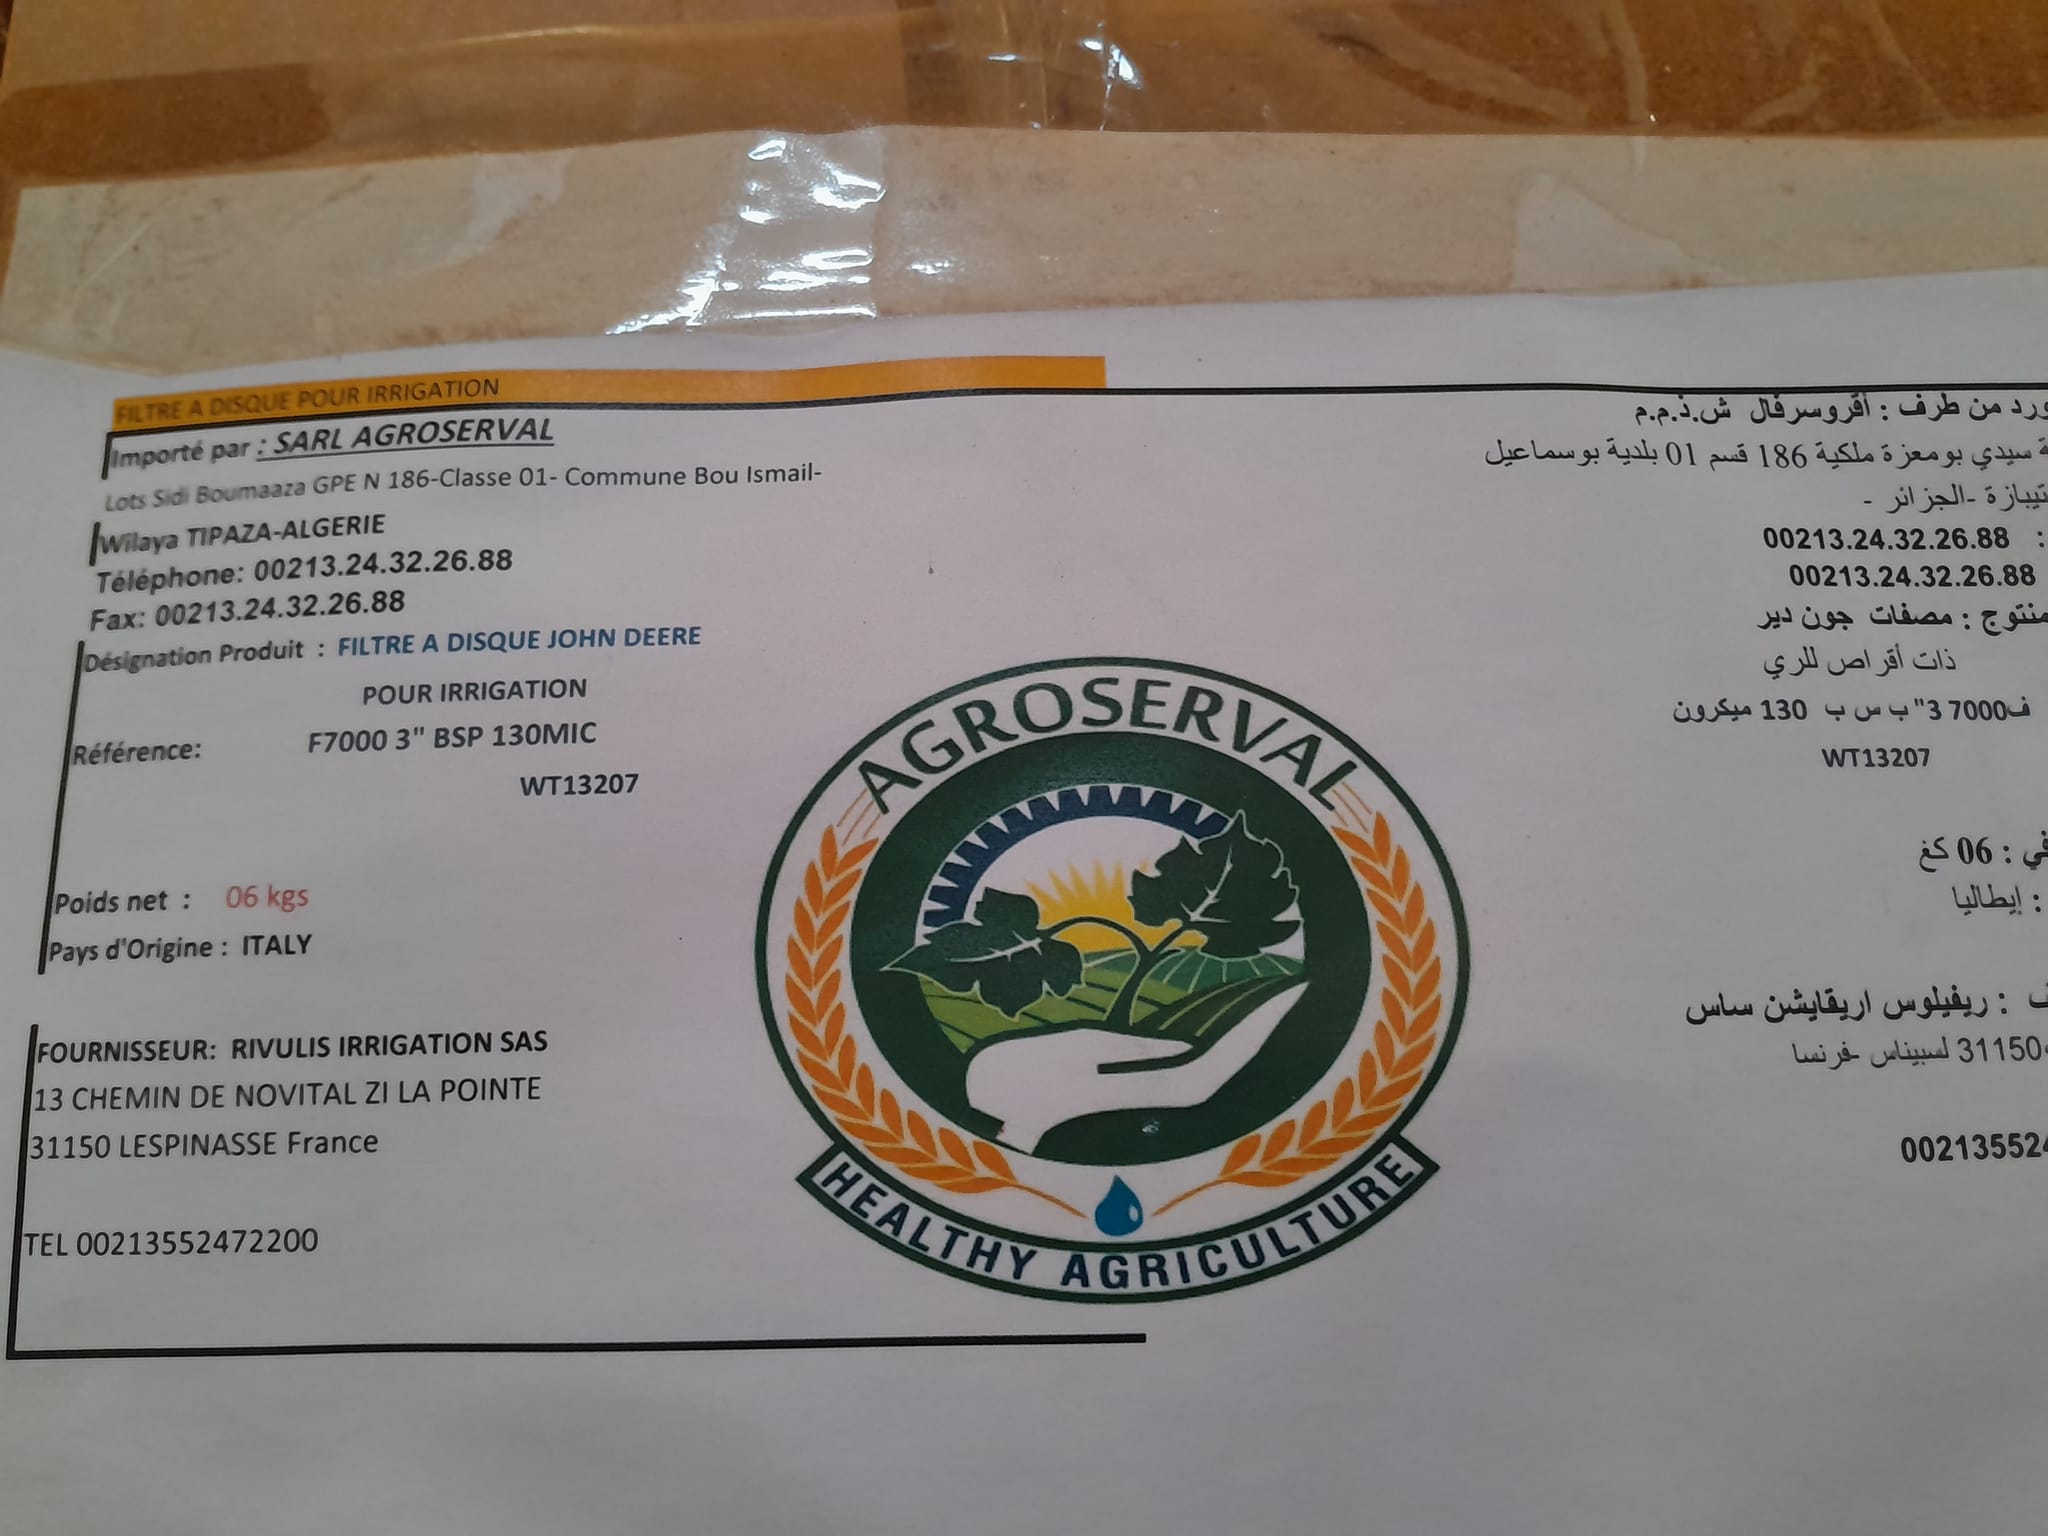 FILTRE A DISQUE POUR IRRIGATION
Importé par : SARL AGROSERVAL
Lots Sidi Boumaaza GPE N 186-Classe 01- Commune Bou Ismail-
Wilaya TIPAZA-ALGERIE
Téléphone: 00213.24.32.26.88
Fax: 00213.24.32.26.88
Désignation Produit : FILTRE A DISQUE JOHN DEERE
POUR IRRIGATION
Référence: F7000 3" BSP 130MIC
WT13207
Poids net : 06 kgs
Pays d'Origine : ITALY
FOURNISSEUR: RIVULIS IRRIGATION SAS
13 CHEMIN DE NOVITAL ZI LA POINTE
31150 LESPINASSE France
TEL 00213552472200
AGROSERVAL
HEALTHY AGRICULTURE
من طرف : أقروسرفال ش.ذ.م.م
سيدي بومعزة ملكية 186 قسم 01 بلدية بوسماعيل
تيبازة -الجزائر -
: 00213.24.32.26.88
00213.24.32.26.88
منتوج : مصفات جون دير
ذات أقراص للري
ف7000 3" ب س ب 130 ميكرون
WT13207
: 06 كغ
: إيطاليا
: ريفيلوس اريقايشن ساس
31150 لسبيناس -فرنسا